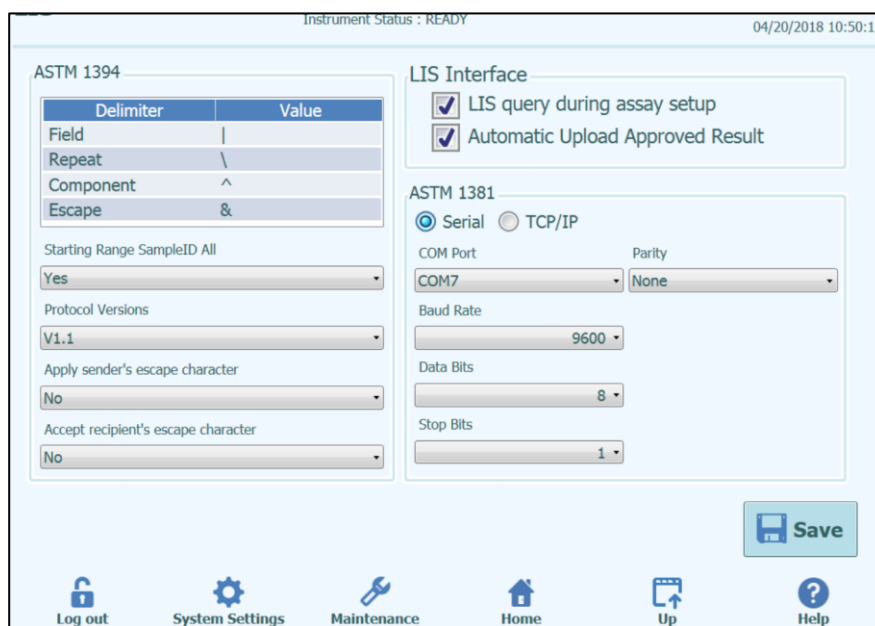 Instrument Status : READY
04/20/2018 10:50:1
ASTM 1394
Delimiter Value
Field |
Repeat \
Component ^
Escape &
Starting Range SampleID All
Yes
Protocol Versions
V1.1
Apply sender's escape character
No
Accept recipient's escape character
No
LIS Interface
LIS query during assay setup
Automatic Upload Approved Result
ASTM 1381
Serial TCP/IP
COM Port Parity
COM7 None
Baud Rate
9600
Data Bits
8
Stop Bits
1
Save
Log out System Settings Maintenance Home Up Help